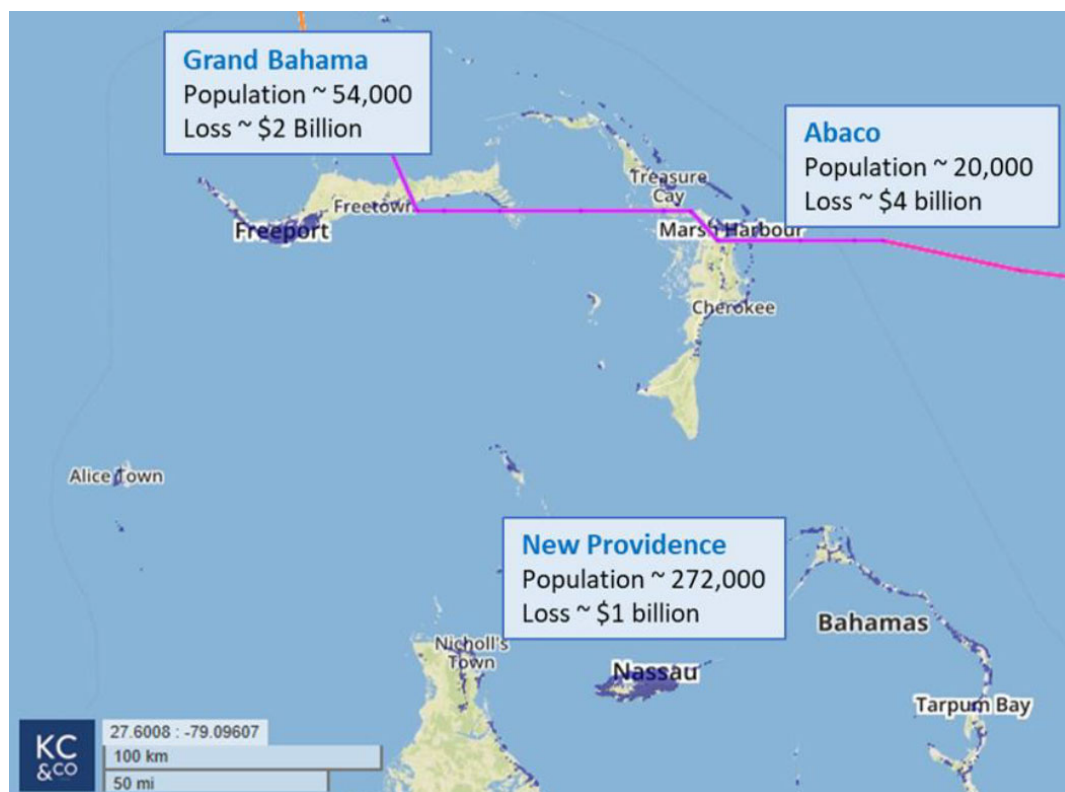 Grand Bahama
Population ~ 54,000
Loss ~ $2 Billion
Abaco
Population ~ 20,000
Loss ~ $4 billion
Treasure
Cay
Freetown
Freeport
Marsh Harbour
Cherokee
Alice Town
New Providence
Population ~ 272,000
Loss ~ $1 billion
Bahamas
Nicholl's
Town
Nassau
Tarpum Bay
KC
&CO
27.6008 : -79.09607
100 km
50 mi